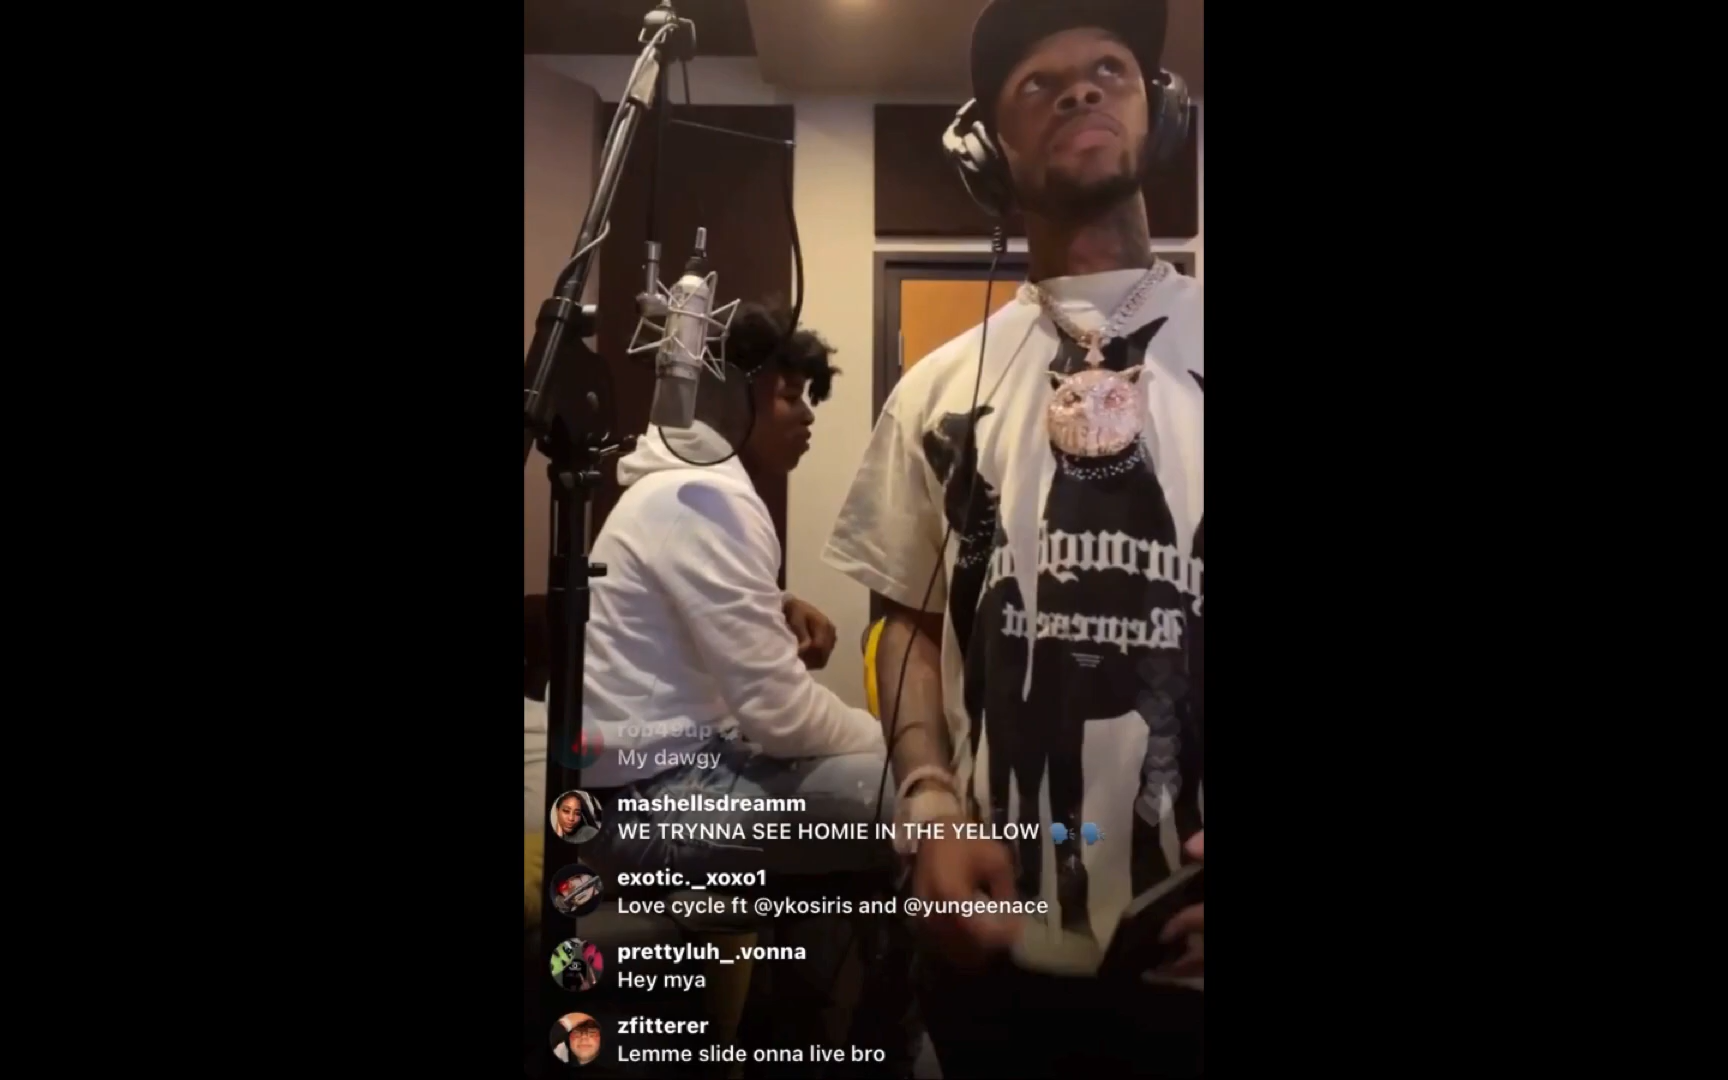 My dawgy
mashellsdreamm
WE TRYNNA SEE HOMIE IN THE YELLOW 🗣️ 🗣️
exotic._xoxo1
Love cycle ft @ykosiris and @yungeenace
prettyluh_.vonna
Hey mya
zfitterer
Lemme slide onna live bro
Represent